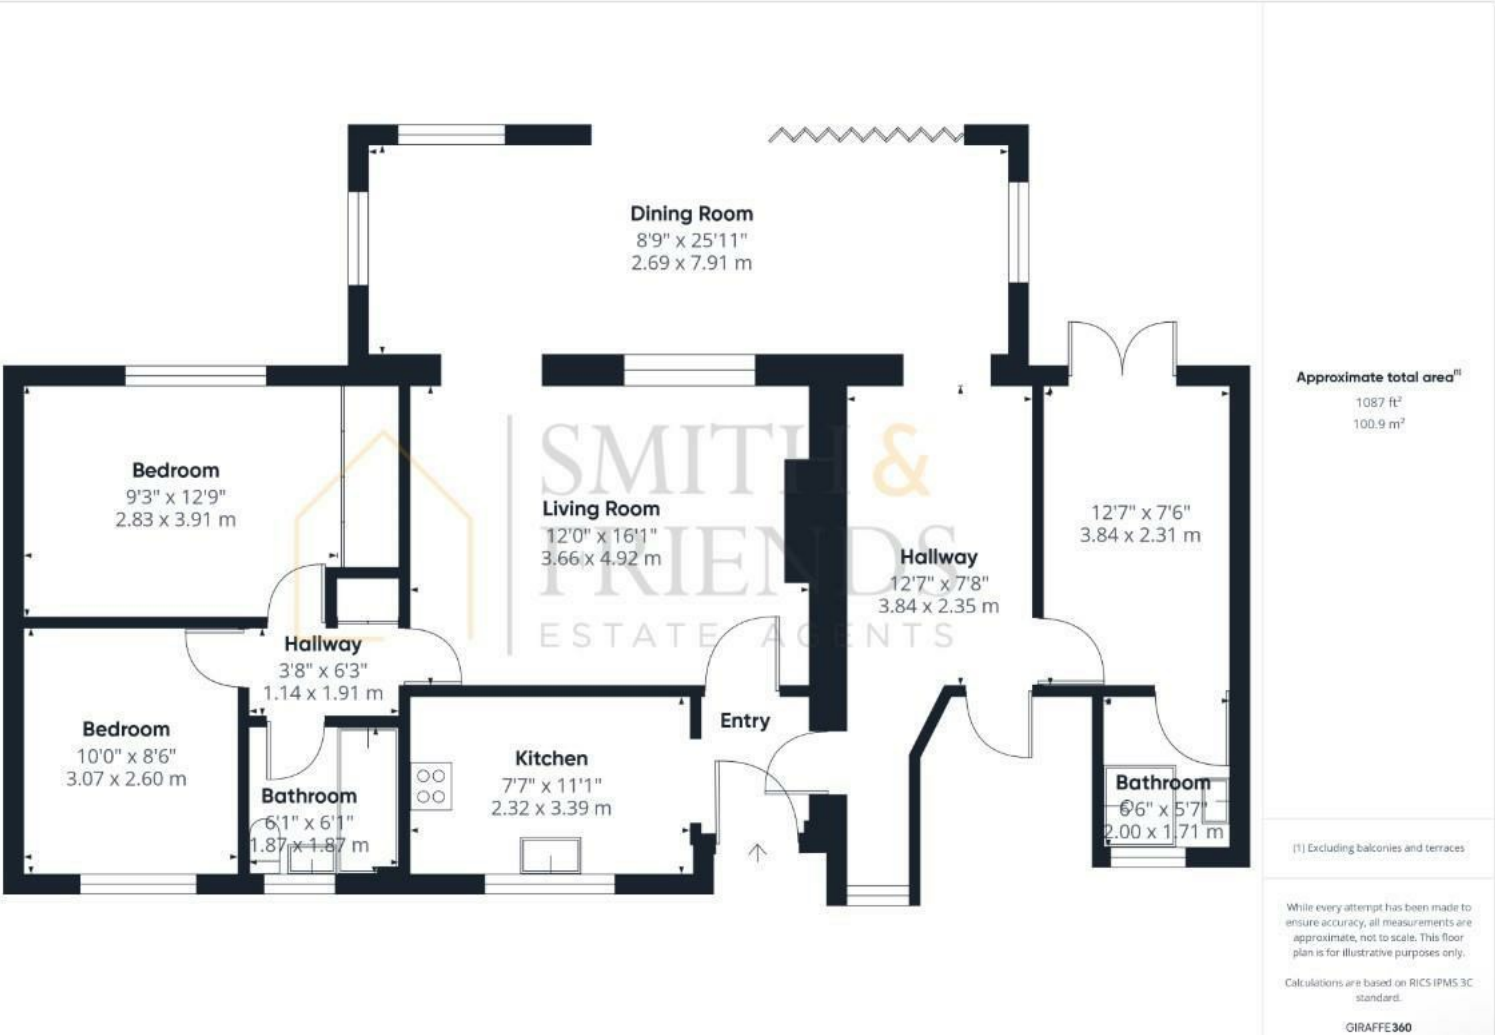 Dining Room
8'9" x 25'11"
2.69 x 7.91 m
Bedroom
9'3" x 12'9"
2.83 x 3.91 m
SMITH &
FRIENDS
ESTATE AGENTS
Living Room
12'0" x 16'1"
3.66 x 4.92 m
Hallway
12'7" x 7'8"
3.84 x 2.35 m
12'7" x 7'6"
3.84 x 2.31 m
Hallway
3'8" x 6'3"
1.14 x 1.91 m
Bedroom
10'0" x 8'6"
3.07 x 2.60 m
Bathroom
6'1" x 6'1"
1.87 x 1.87 m
Kitchen
7'7" x 11'1"
2.32 x 3.39 m
Entry
Bathroom
6'6" x 5'7"
2.00 x 1.71 m
Approximate total area⁽¹⁾
1087 ft²
100.9 m²
(1) Excluding balconies and terraces
While every attempt has been made to
ensure accuracy, all measurements are
approximate, not to scale. This floor
plan is for illustrative purposes only.
Calculations are based on RICS IPMS 3C
standard.
GIRAFFE360